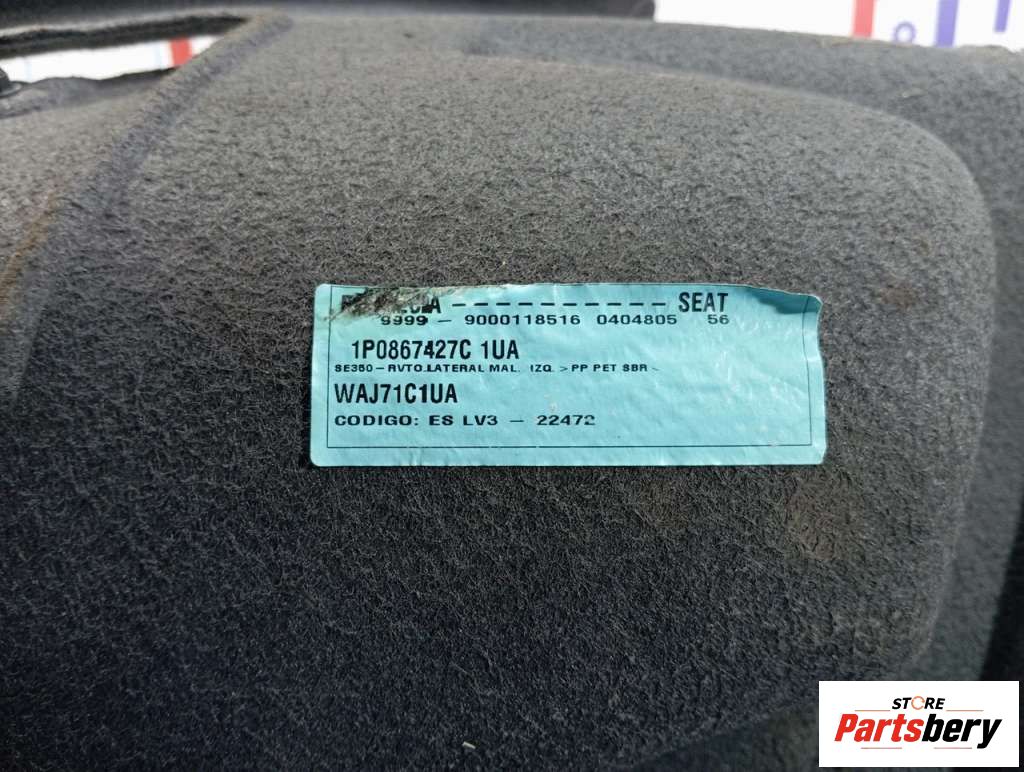 SEAT
9999 - 9000118516 0404805 56
1P0867427C 1UA
SE350-RVTO.LATERAL MAL. IZQ. > PP PET SBR <
WAJ71C1UA
CODIGO: ES LV3 - 22472
STORE
Partsbery